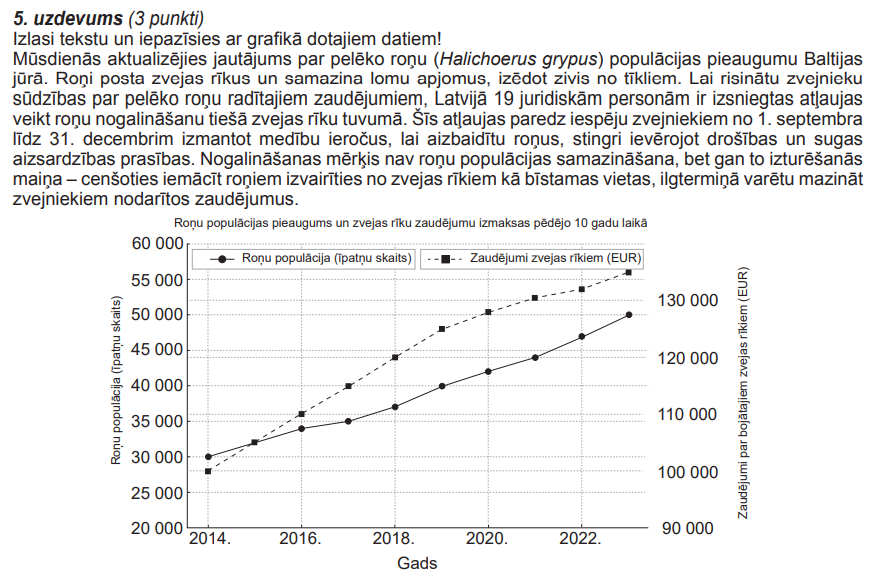 5. uzdevums (3 punkti)
Izlasi tekstu un iepazīsies ar grafikā dotajiem datiem!
Mūsdienās aktualizējies jautājums par pelēko roņu (Halichoerus grypus) populācijas pieaugumu Baltijas
jūrā. Roņi posta zvejas rīkus un samazina lomu apjomus, izēdot zivis no tīkliem. Lai risinātu zvejnieku
sūdzības par pelēko roņu radītajiem zaudējumiem, Latvijā 19 juridiskām personām ir izsniegtas atļaujas
veikt roņu nogalināšanu tiešā zvejas rīku tuvumā. Šīs atļaujas paredz iespēju zvejniekiem no 1. septembra
līdz 31. decembrim izmantot medību ieročus, lai aizbaidītu roņus, stingri ievērojot drošības un sugas
aizsardzības prasības. Nogalināšanas mērķis nav roņu populācijas samazināšana, bet gan to izturēšanās
maiņa – cenšoties iemācīt roņiem izvairīties no zvejas rīkiem kā bīstamas vietas, ilgtermiņā varētu mazināt
zvejniekiem nodarītos zaudējumus.
Roņu populācijas pieaugums un zvejas rīku zaudējumu izmaksas pēdējo 10 gadu laikā
Roņu populācija (īpatņu skaits)
Zaudējumi zvejas rīkiem (EUR)
Roņu populācija (īpatņu skaits)
60 000
55 000
50 000
45 000
40 000
35 000
30 000
25 000
20 000
130 000
120 000
110 000
100 000
90 000
Zaudējumi par bojātajiem zvejas rīkiem (EUR)
2014. 2016. 2018. 2020. 2022.
Gads